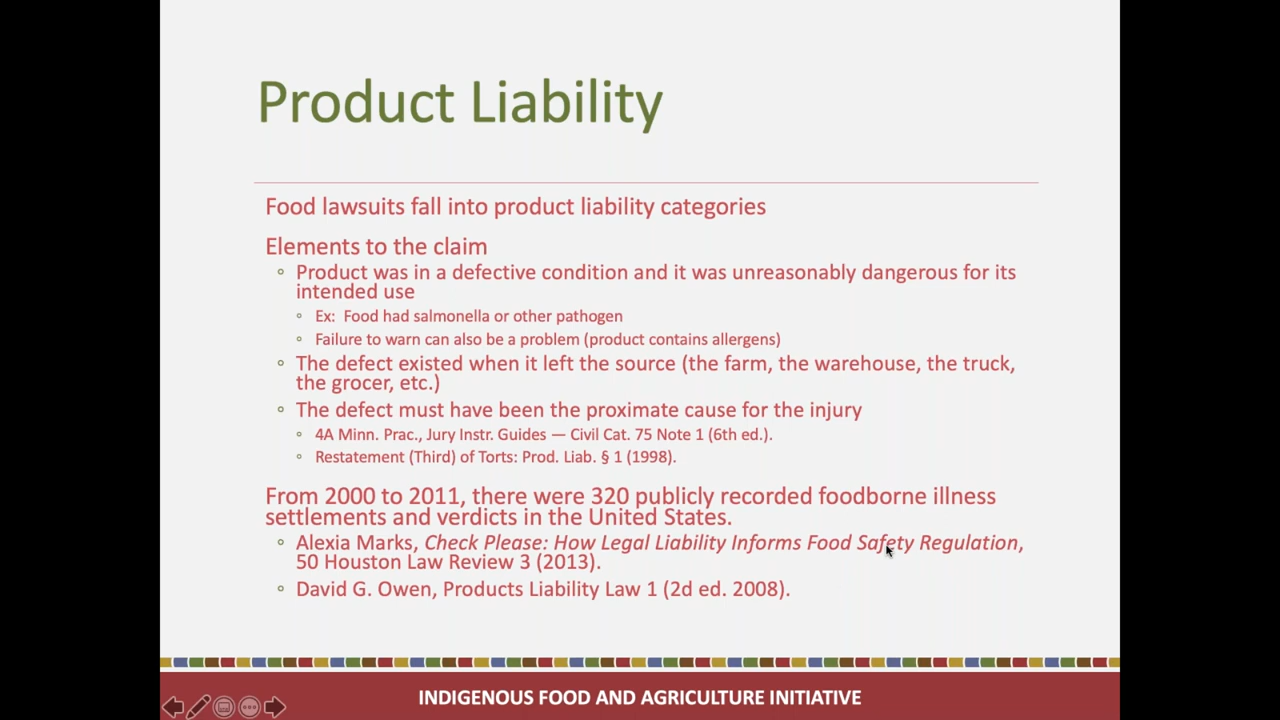 Product Liability
Food lawsuits fall into product liability categories
Elements to the claim
Product was in a defective condition and it was unreasonably dangerous for its
intended use
Ex: Food had salmonella or other pathogen
Failure to warn can also be a problem (product contains allergens)
The defect existed when it left the source (the farm, the warehouse, the truck,
the grocer, etc.)
The defect must have been the proximate cause for the injury
4A Minn. Prac., Jury Instr. Guides — Civil Cat. 75 Note 1 (6th ed.).
Restatement (Third) of Torts: Prod. Liab. § 1 (1998).
From 2000 to 2011, there were 320 publicly recorded foodborne illness
settlements and verdicts in the United States.
Alexia Marks, Check Please: How Legal Liability Informs Food Safety Regulation,
50 Houston Law Review 3 (2013).
David G. Owen, Products Liability Law 1 (2d ed. 2008).
INDIGENOUS FOOD AND AGRICULTURE INITIATIVE